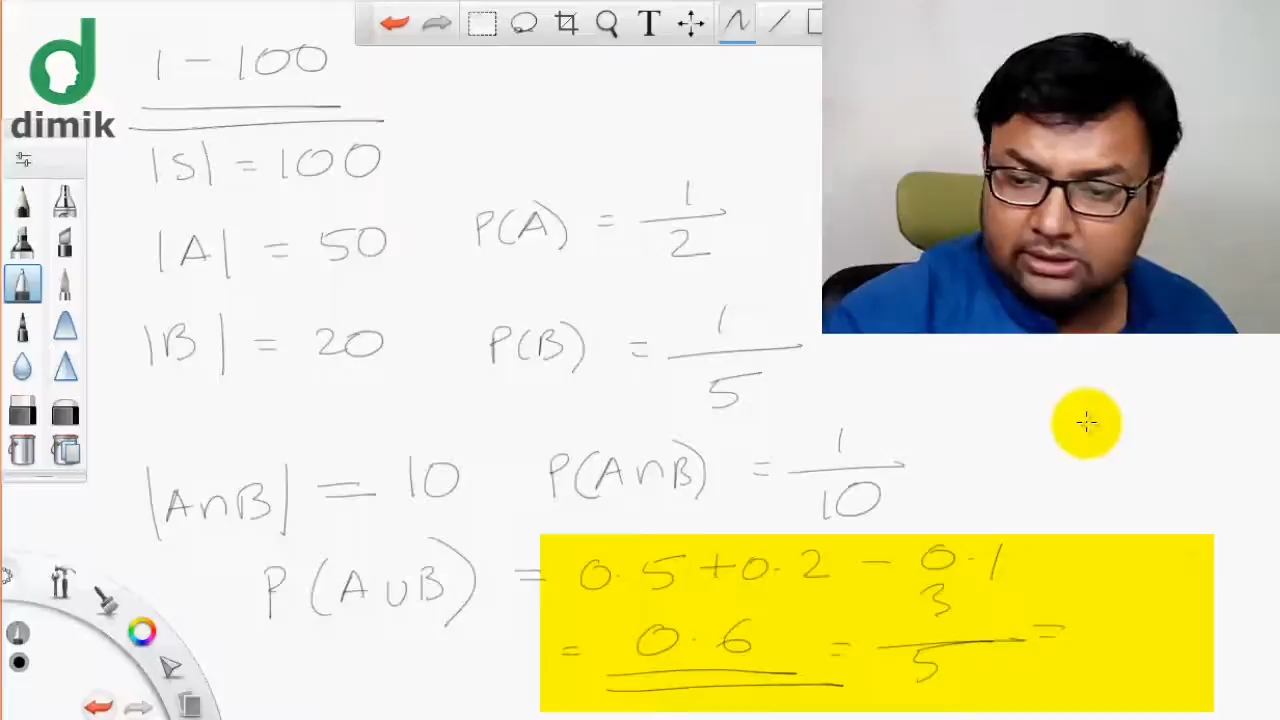 dimik
1 - 100
|S| = 100
|A| = 50 P(A) = 1/2
|B| = 20 P(B) = 1/5
|A∩B| = 10 P(A∩B) = 1/10
P(A∪B) = 0.5+0.2 - 0.1
= 0.6 = 3/5 =
T